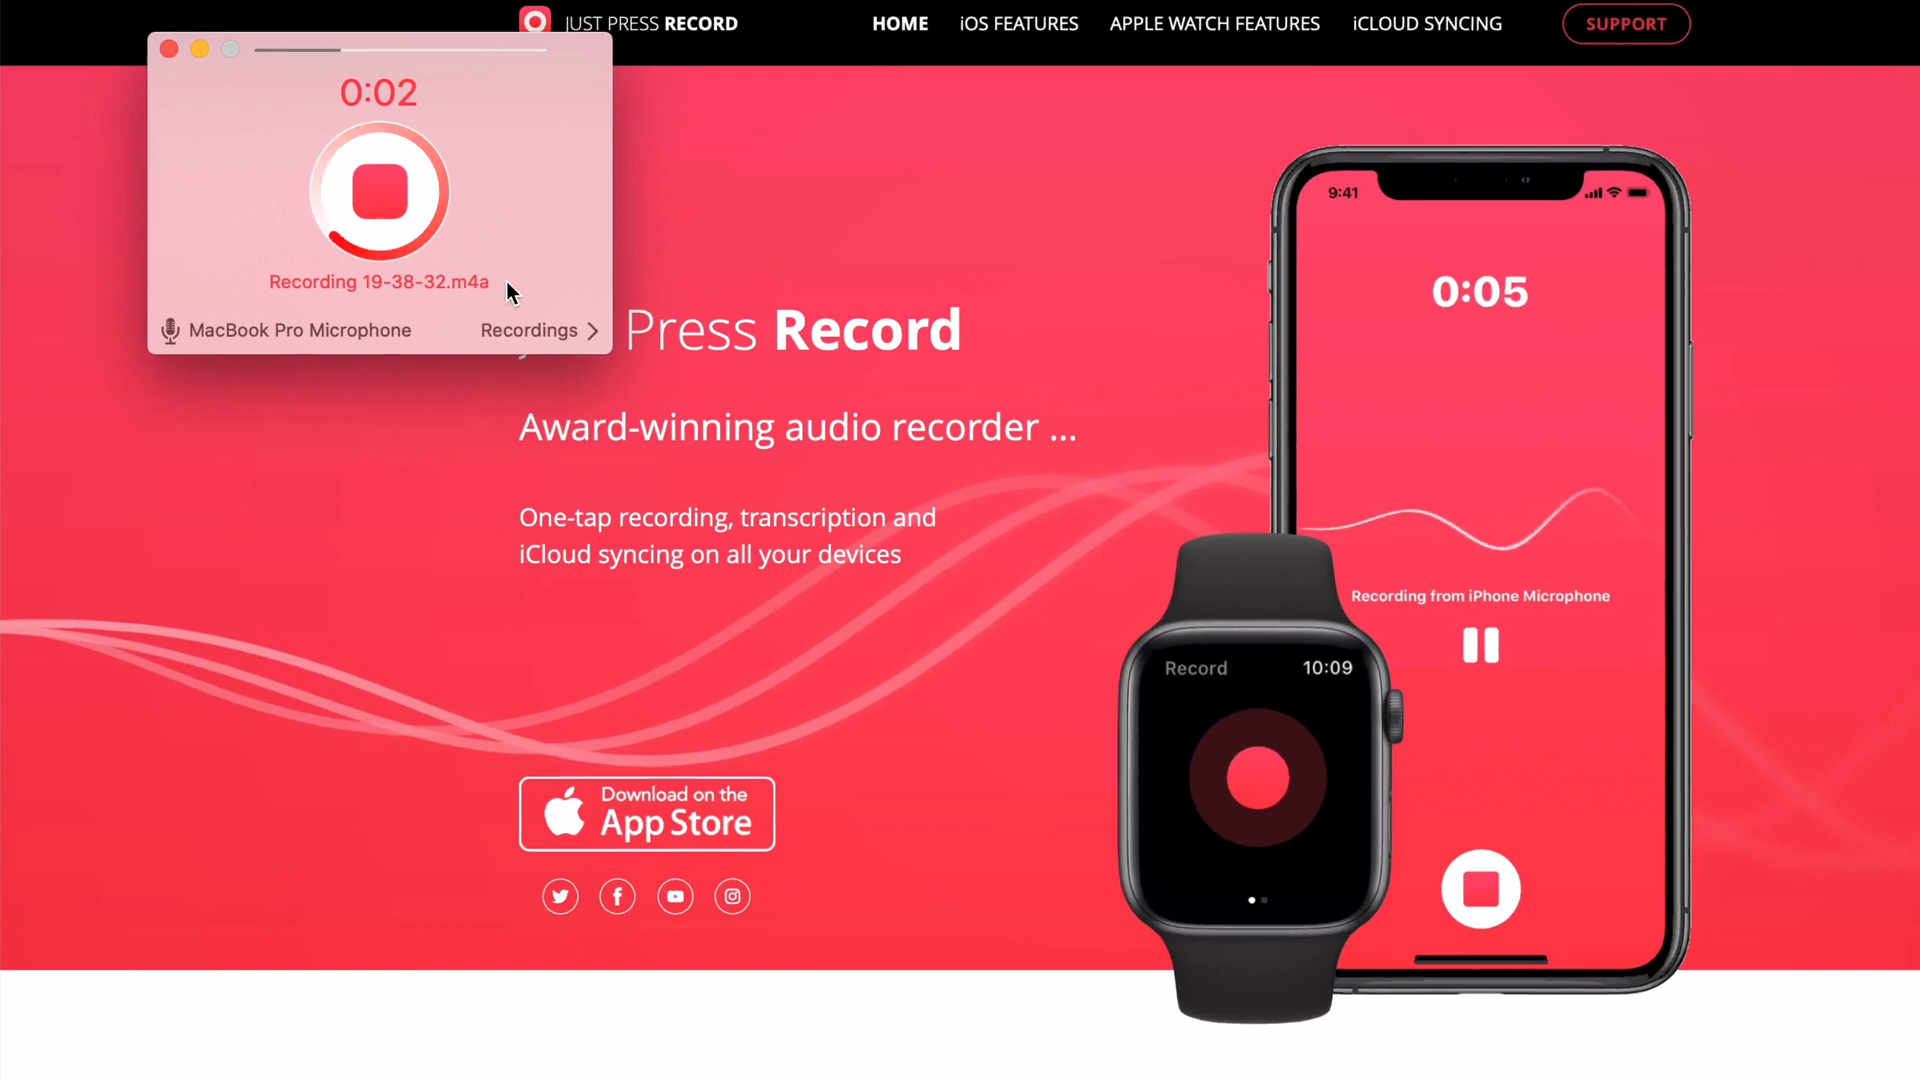 JUST PRESS RECORD
HOME
iOS FEATURES
APPLE WATCH FEATURES
iCLOUD SYNCING
SUPPORT
0:02
Recording 19-38-32.m4a
MacBook Pro Microphone
Recordings
Press Record
Award-winning audio recorder ...
One-tap recording, transcription and
iCloud syncing on all your devices
Download on the
App Store
9:41
0:05
Recording from iPhone Microphone
Record
10:09